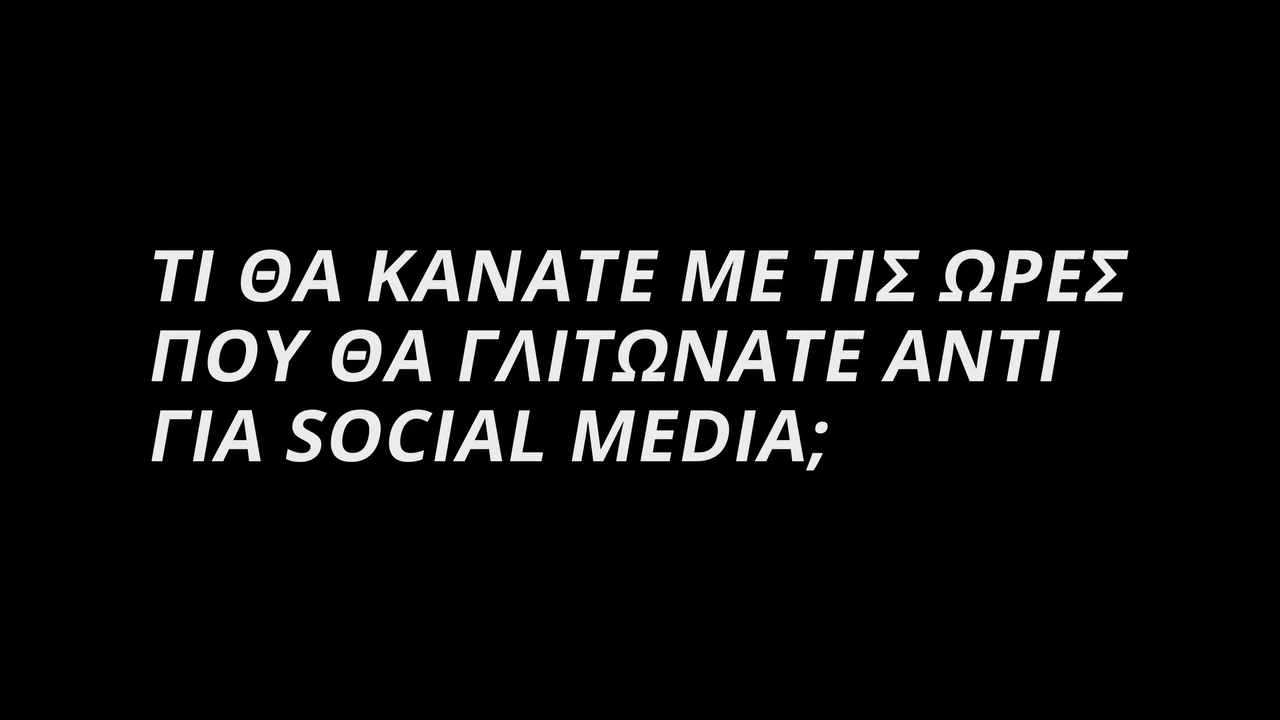 ΤΙ ΘΑ ΚΑΝΑΤΕ ΜΕ ΤΙΣ ΩΡΕΣ
ΠΟΥ ΘΑ ΓΛΙΤΩΝΑΤΕ ΑΝΤΙ
ΓΙΑ SOCIAL MEDIA;